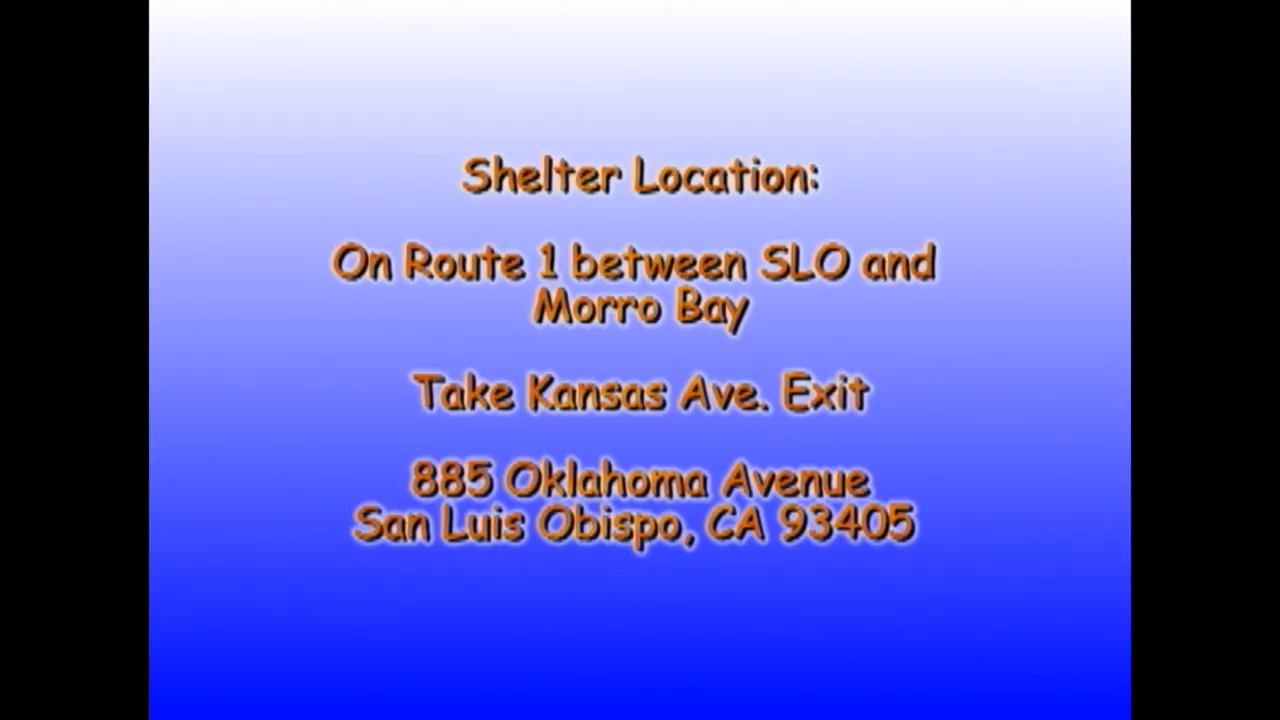 Shelter Location:
On Route 1 between SLO and
Morro Bay
Take Kansas Ave. Exit
885 Oklahoma Avenue
San Luis Obispo, CA 93405